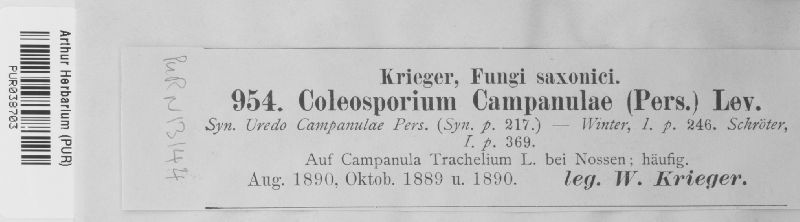 Arthur Herbarium (PUR)
PUR038703
PUR N 13144
Krieger, Fungi saxonici.
954. Coleosporium Campanulae (Pers.) Lev.
Syn. Uredo Campanulae Pers. (Syn. p. 217.) — Winter, I. p. 246. Schröter,
I. p. 369.
Auf Campanula Trachelium L. bei Nossen; häufig.
Aug. 1890, Oktob. 1889 u. 1890. leg. W. Krieger.